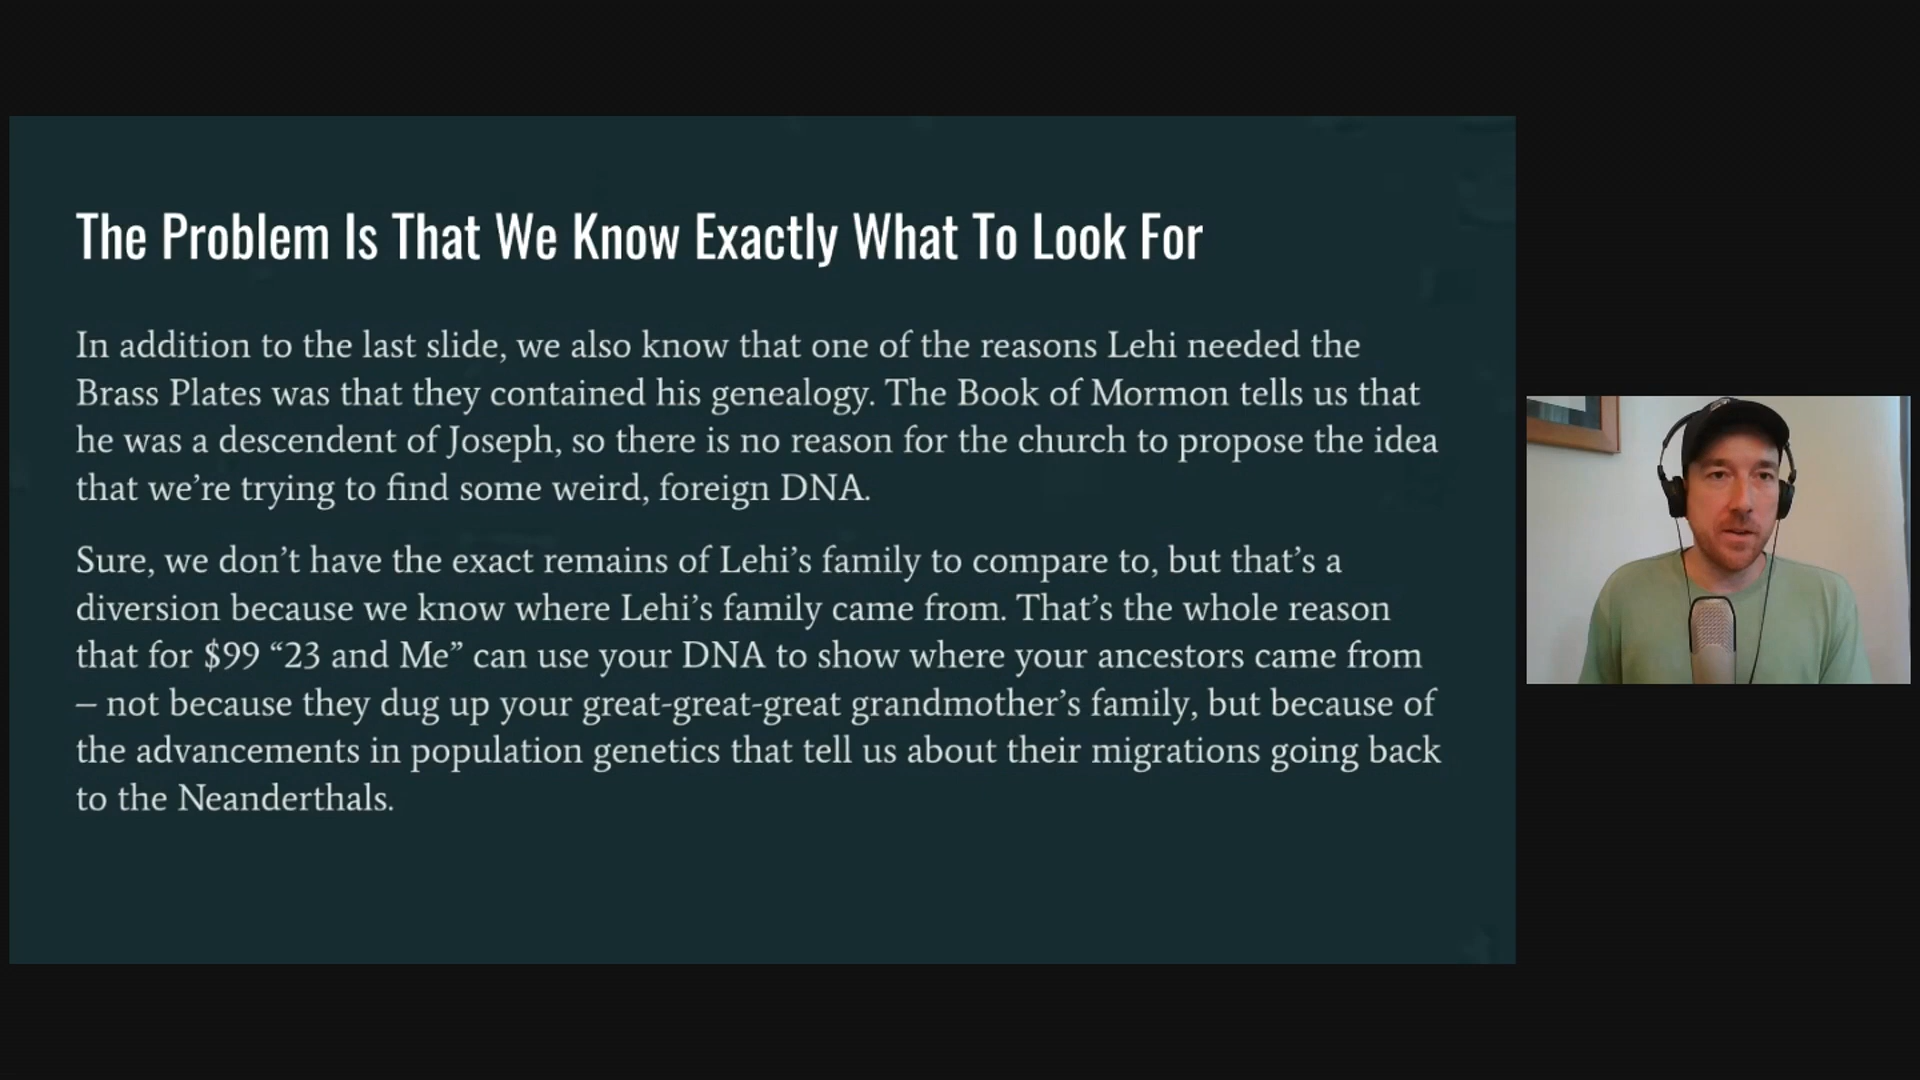 The Problem Is That We Know Exactly What To Look For
In addition to the last slide, we also know that one of the reasons Lehi needed the
Brass Plates was that they contained his genealogy. The Book of Mormon tells us that
he was a descendent of Joseph, so there is no reason for the church to propose the idea
that we’re trying to find some weird, foreign DNA.
Sure, we don’t have the exact remains of Lehi’s family to compare to, but that’s a
diversion because we know where Lehi’s family came from. That’s the whole reason
that for $99 “23 and Me” can use your DNA to show where your ancestors came from
– not because they dug up your great-great-great grandmother’s family, but because of
the advancements in population genetics that tell us about their migrations going back
to the Neanderthals.